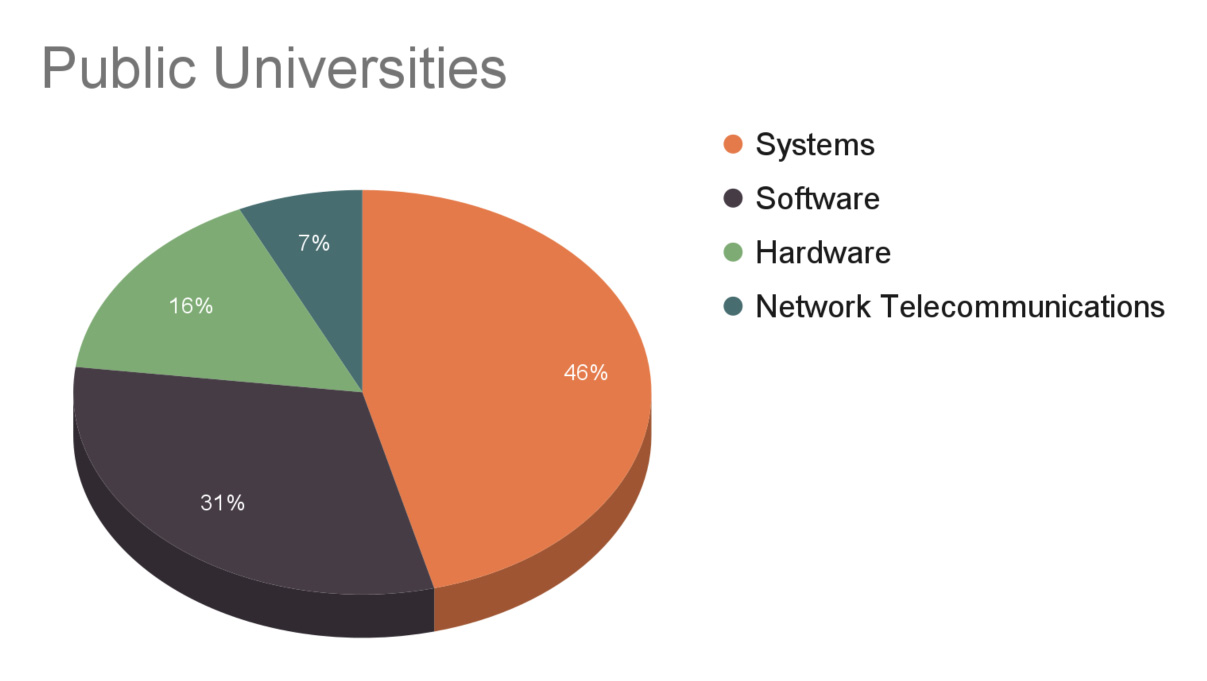 Public Universities
Systems
Software
Hardware
Network Telecommunications
7%
16%
46%
31%